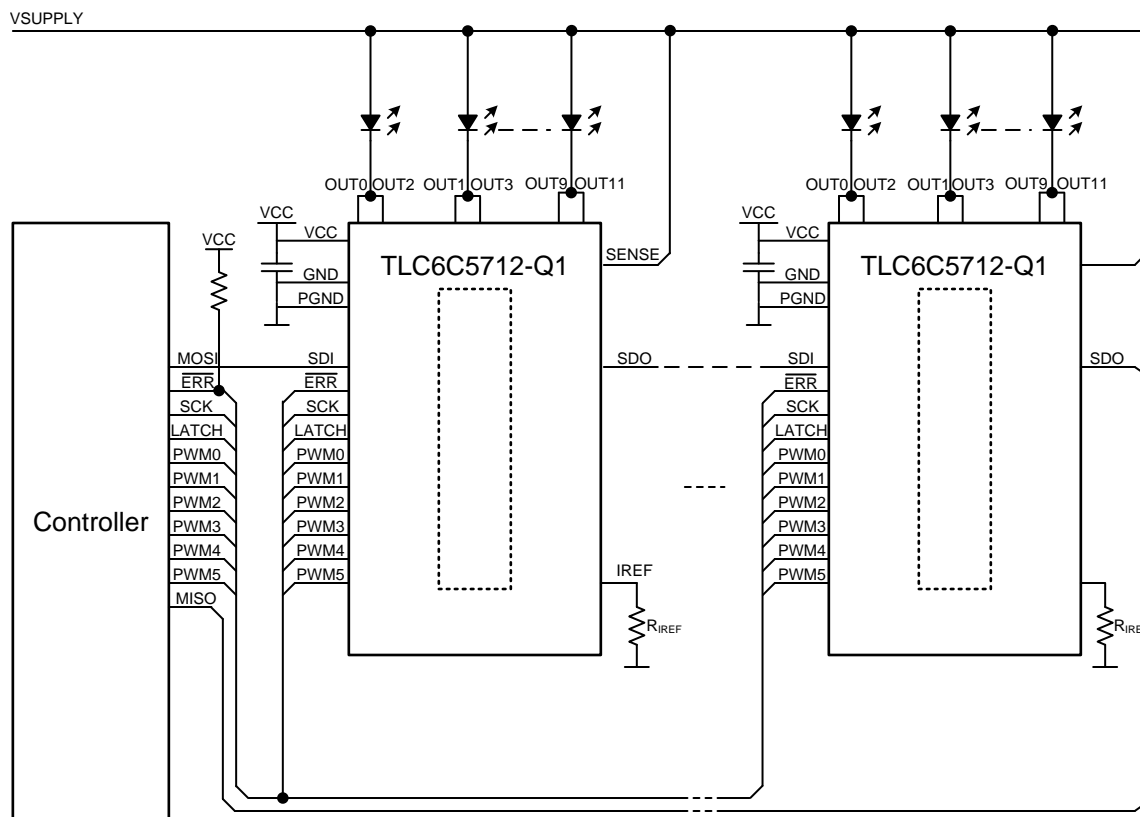 VSUPPLY
OUT0 OUT2 OUT1 OUT3 OUT9 OUT11
OUT0 OUT2 OUT1 OUT3 OUT9 OUT11
VCC
VCC
VCC
VCC
TLC6C5712-Q1
SENSE
GND
PGND
VCC
TLC6C5712-Q1
GND
PGND
MOSI
SDI
SDO
SDI
SDO
ERR
ERR
ERR
SCK
SCK
SCK
LATCH
LATCH
LATCH
PWM0
PWM0
PWM0
PWM1
PWM1
PWM1
PWM2
PWM2
PWM2
Controller
PWM3
PWM3
PWM3
PWM4
PWM4
PWM4
PWM5
PWM5
PWM5
IREF
MISO
RIREF